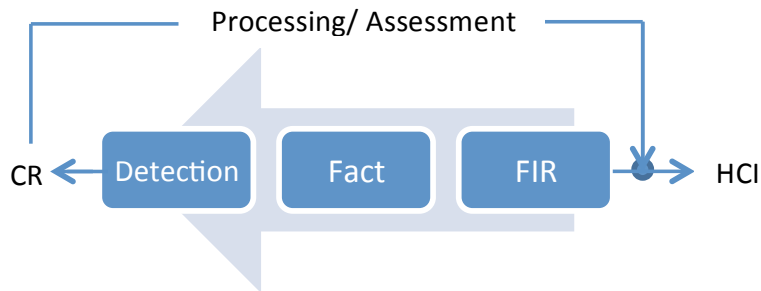 Processing/ Assessment
CR
Detection
Fact
FIR
HCI